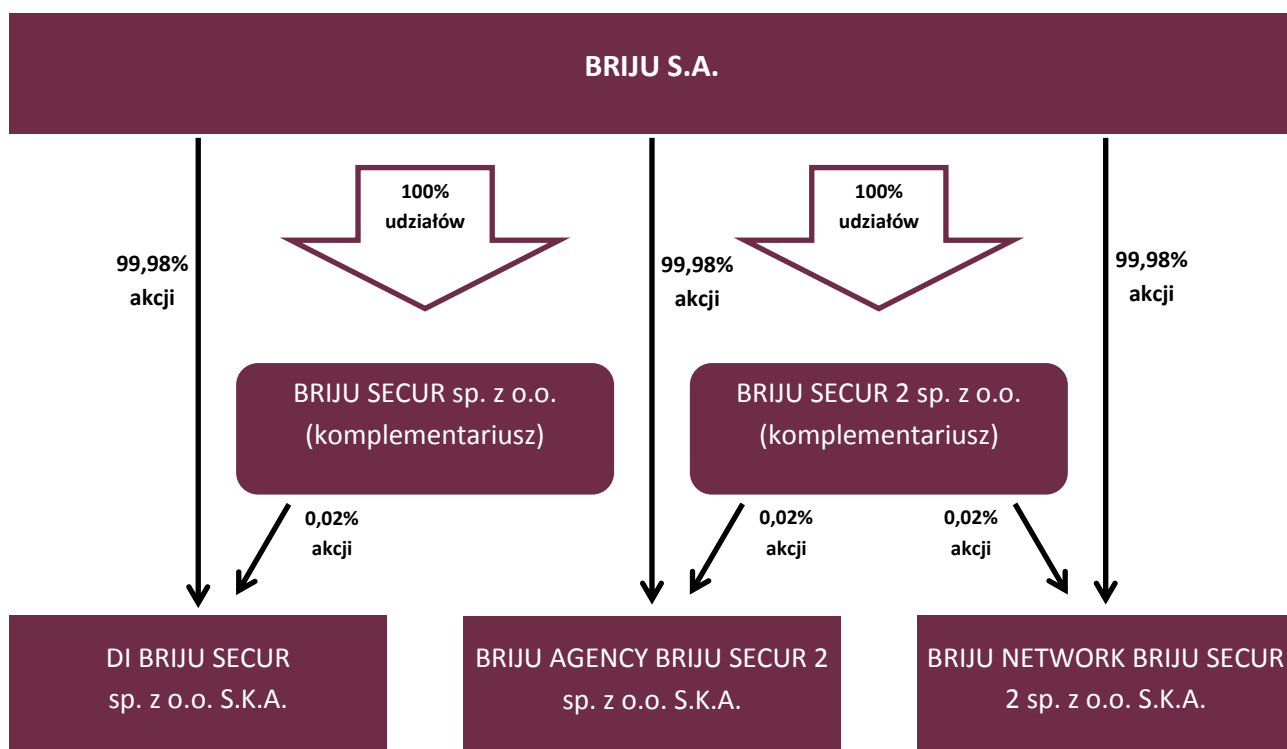 BRIJU S.A.
100%
udziałów
100%
udziałów
99,98%
akcji
99,98%
akcji
99,98%
akcji
BRIJU SECUR sp. z o.o.
(komplementariusz)
BRIJU SECUR 2 sp. z o.o.
(komplementariusz)
0,02%
akcji
0,02%
akcji
0,02%
akcji
DI BRIJU SECUR
sp. z o.o. S.K.A.
BRIJU AGENCY BRIJU SECUR 2
sp. z o.o. S.K.A.
BRIJU NETWORK BRIJU SECUR
2 sp. z o.o. S.K.A.